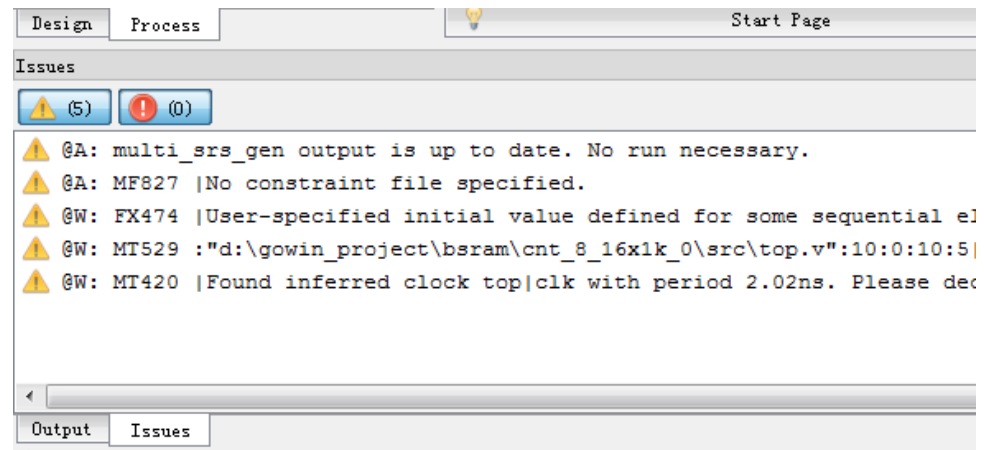 Design Process Start Page
Issues
(5) (0)
@A: multi_srs_gen output is up to date. No run necessary.
@A: MF827 |No constraint file specified.
@W: FX474 |User-specified initial value defined for some sequential el
@W: MT529 :"d:\gowin_project\bsram\cnt_8_16x1k_0\src\top.v":10:0:10:5|
@W: MT420 |Found inferred clock top|clk with period 2.02ns. Please dec
Output Issues